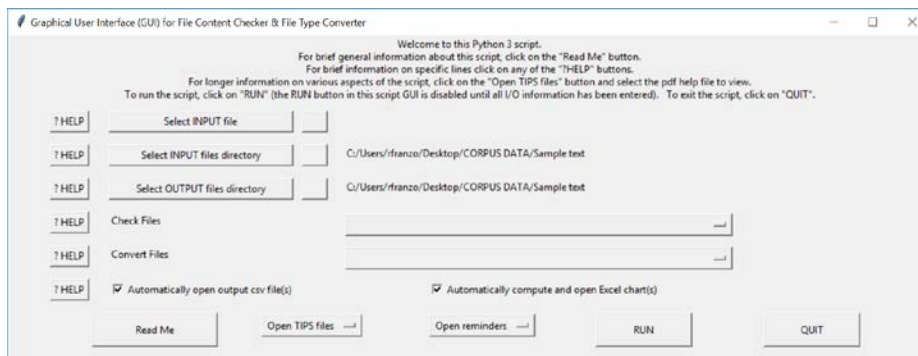 Graphical User Interface (GUI) for File Content Checker & File Type Converter
Welcome to this Python 3 script.
For brief general information about this script, click on the "Read Me" button.
For brief information on specific lines click on any of the "?HELP" buttons.
For longer information on various aspects of the script, click on the "Open TIPS files" button and select the pdf help file to view.
To run the script, click on "RUN" (the RUN button in this script GUI is disabled until all I/O information has been entered). To exit the script, click on "QUIT".
? HELP Select INPUT file
? HELP Select INPUT files directory C:/Users/rfranzo/Desktop/CORPUS DATA/Sample text
? HELP Select OUTPUT files directory C:/Users/rfranzo/Desktop/CORPUS DATA/Sample text
? HELP Check Files
? HELP Convert Files
? HELP Automatically open output csv file(s) Automatically compute and open Excel chart(s)
Read Me Open TIPS files Open reminders RUN QUIT